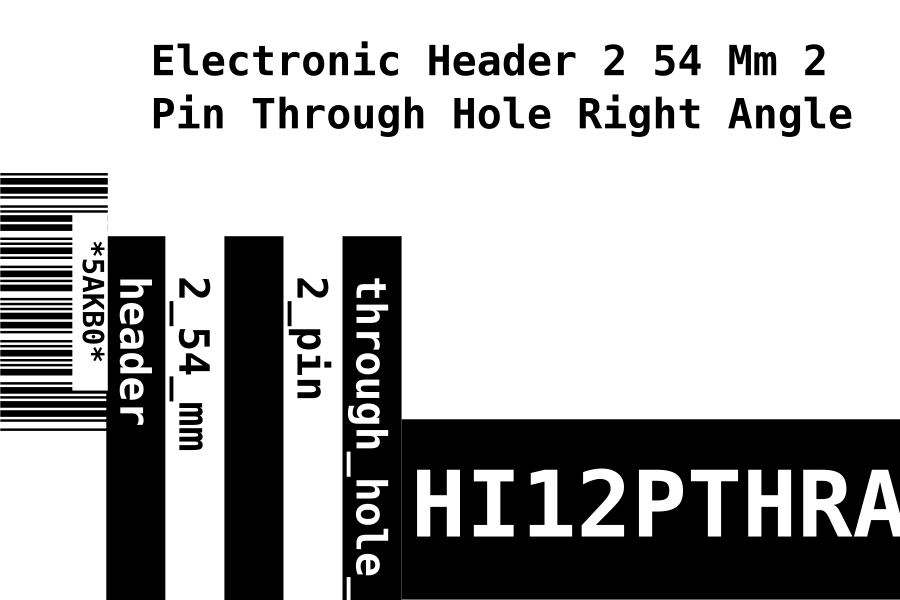 Electronic Header 2 54 Mm 2
Pin Through Hole Right Angle
*5AKB0*
header
2_54_mm
2_pin
through_hole_
HI12PTHRA